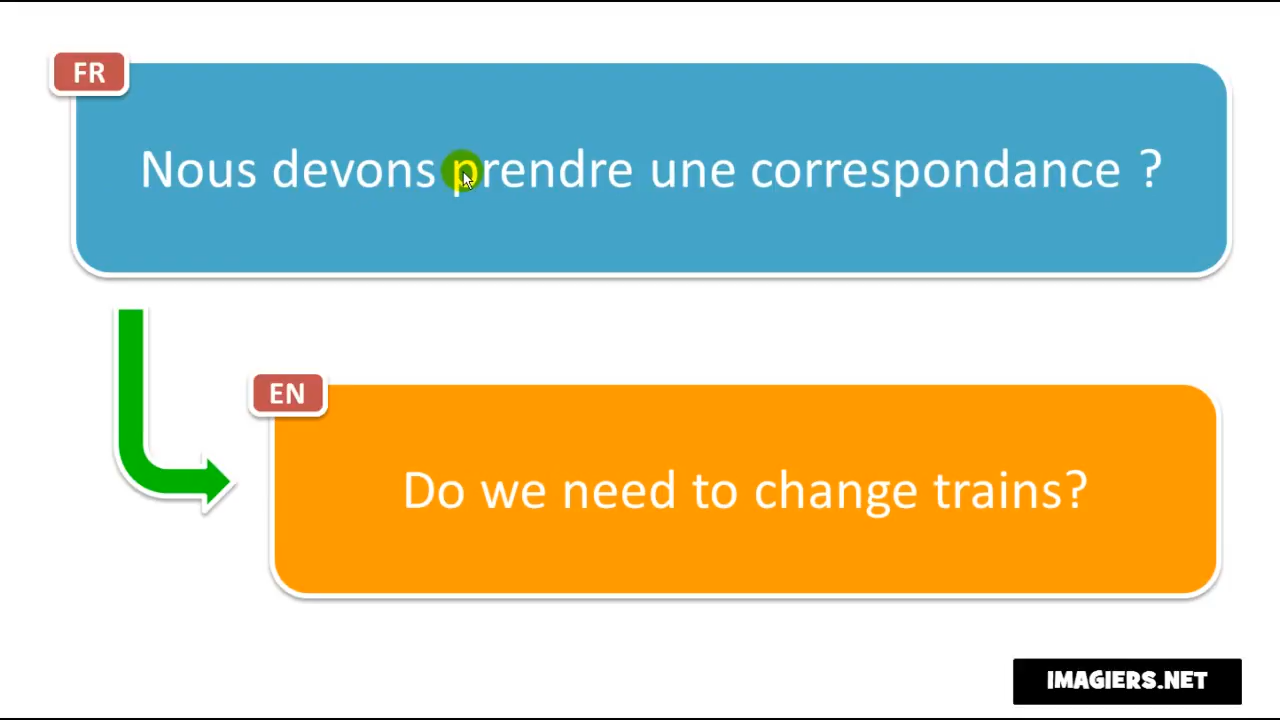 FR
Nous devons prendre une correspondance ?
EN
Do we need to change trains?
IMAGIERS.NET